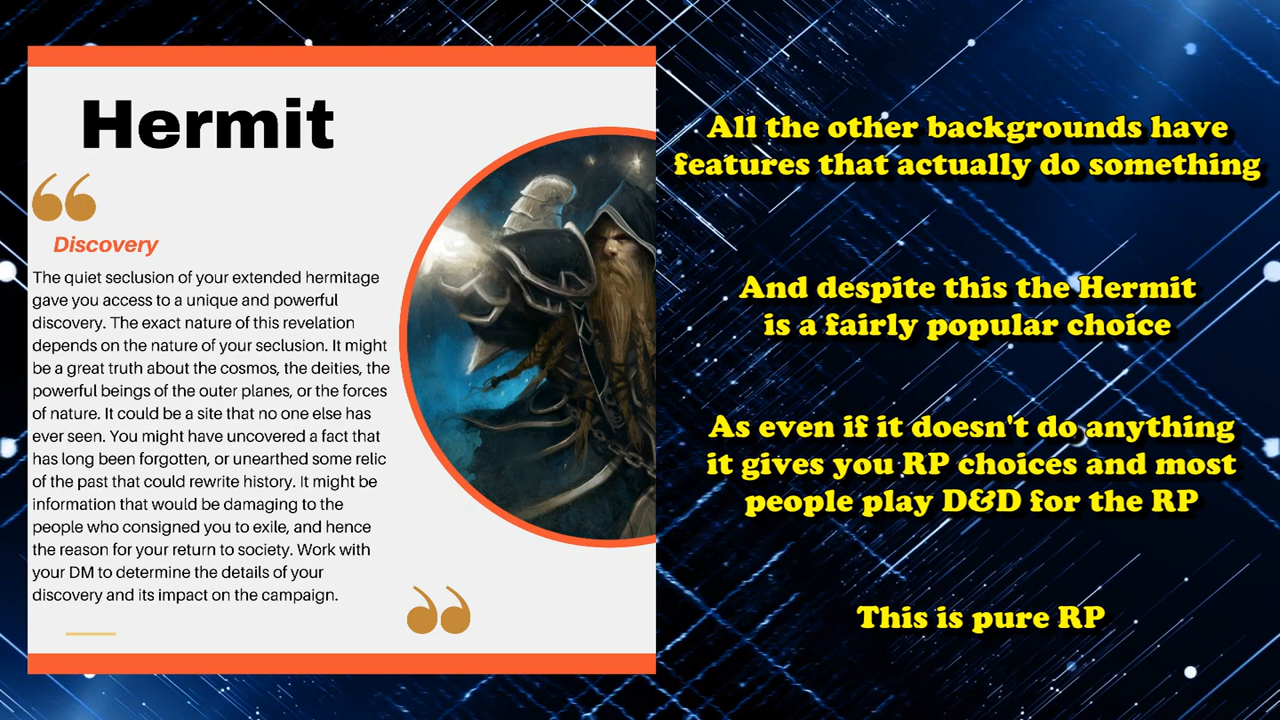 Hermit
Discovery
The quiet seclusion of your extended hermitage
gave you access to a unique and powerful
discovery. The exact nature of this revelation
depends on the nature of your seclusion. It might
be a great truth about the cosmos, the deities, the
powerful beings of the outer planes, or the forces
of nature. It could be a site that no one else has
ever seen. You might have uncovered a fact that
has long been forgotten, or unearthed some relic
of the past that could rewrite history. It might be
information that would be damaging to the
people who consigned you to exile, and hence
the reason for your return to society. Work with
your DM to determine the details of your
discovery and its impact on the campaign.
All the other backgrounds have
features that actually do something
And despite this the Hermit
is a fairly popular choice
As even if it doesn't do anything
it gives you RP choices and most
people play D&D for the RP
This is pure RP